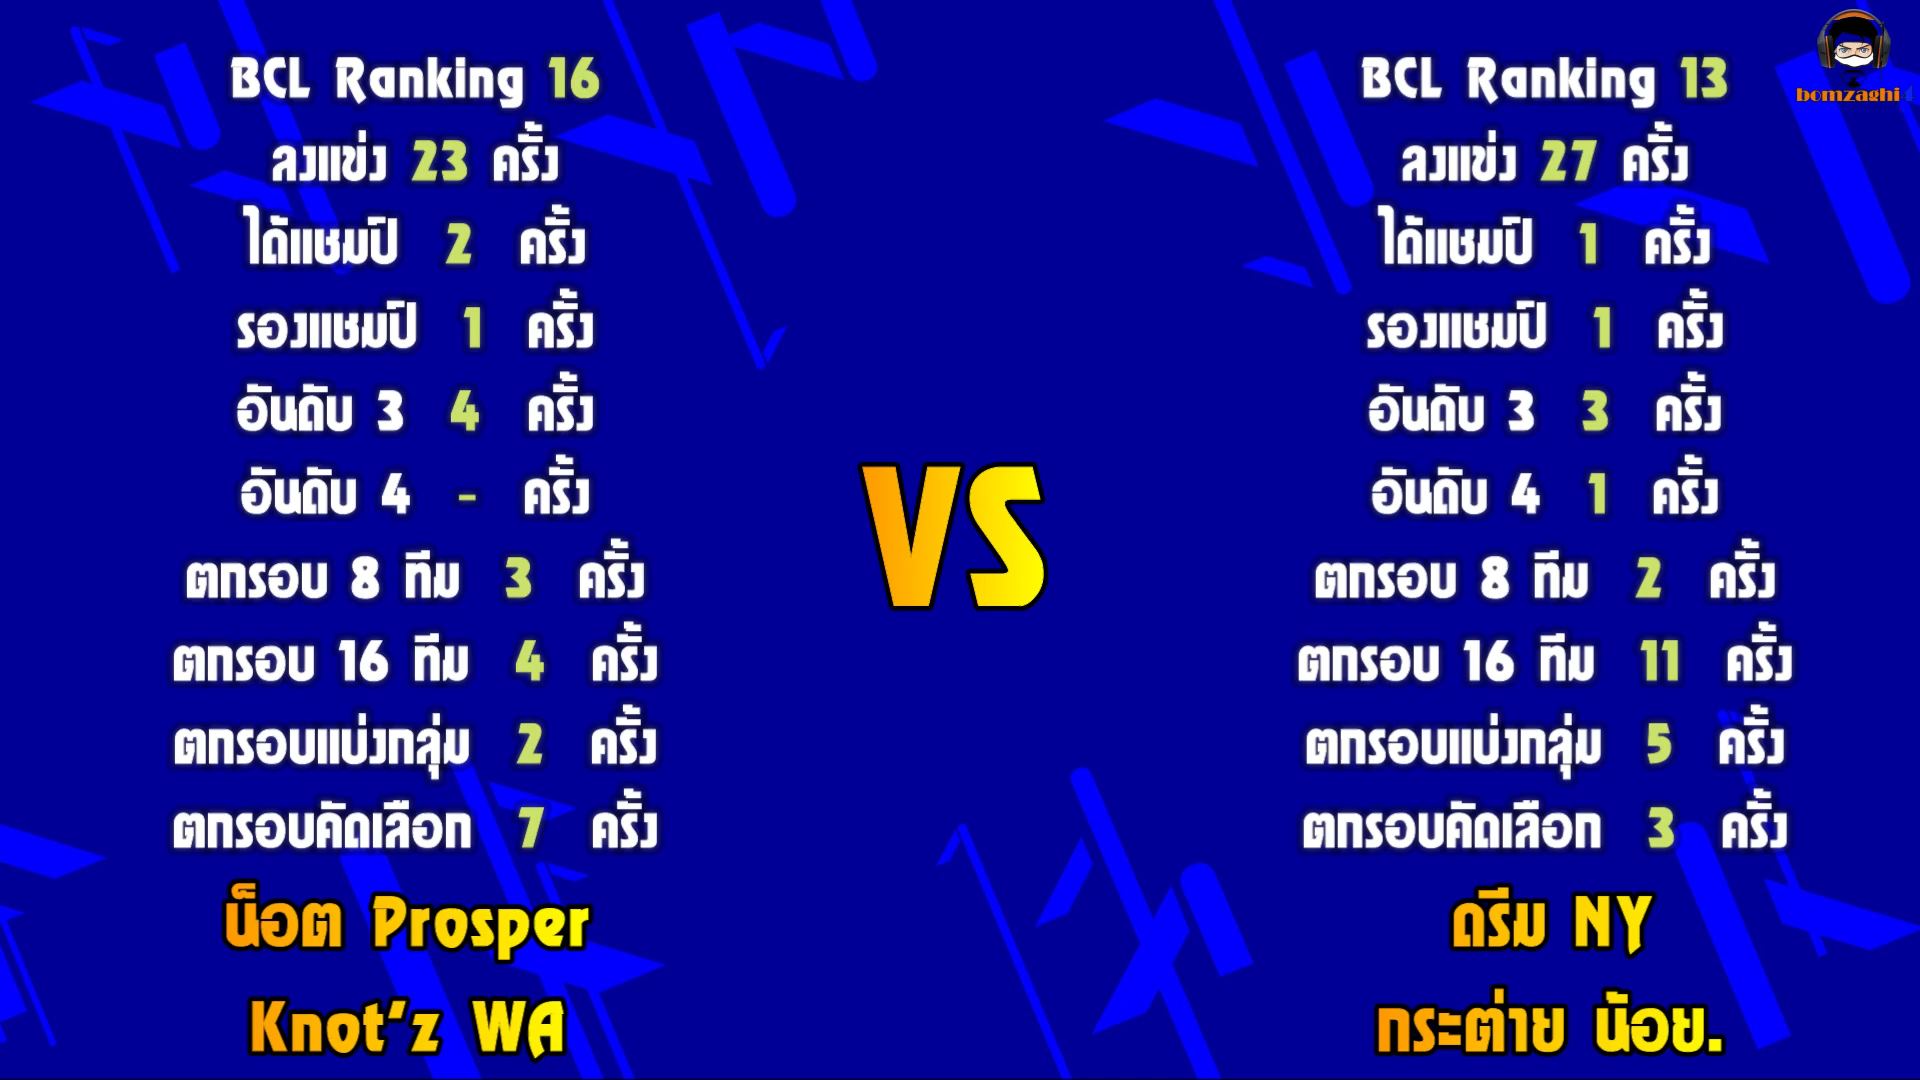 BCL Ranking 16
ลงแข่ง 23 ครั้ง
ได้แชมป์ 2 ครั้ง
รองแชมป์ 1 ครั้ง
อันดับ 3 4 ครั้ง
อันดับ 4 - ครั้ง
ตกรอบ 8 ทีม 3 ครั้ง
ตกรอบ 16 ทีม 4 ครั้ง
ตกรอบแบ่งกลุ่ม 2 ครั้ง
ตกรอบคัดเลือก 7 ครั้ง
น็อต Prosper
Knot'z WA
VS
BCL Ranking 13
ลงแข่ง 27 ครั้ง
ได้แชมป์ 1 ครั้ง
รองแชมป์ 1 ครั้ง
อันดับ 3 3 ครั้ง
อันดับ 4 1 ครั้ง
ตกรอบ 8 ทีม 2 ครั้ง
ตกรอบ 16 ทีม 11 ครั้ง
ตกรอบแบ่งกลุ่ม 5 ครั้ง
ตกรอบคัดเลือก 3 ครั้ง
ดรีม NY
กระต่าย น้อย.
bomzaghi4